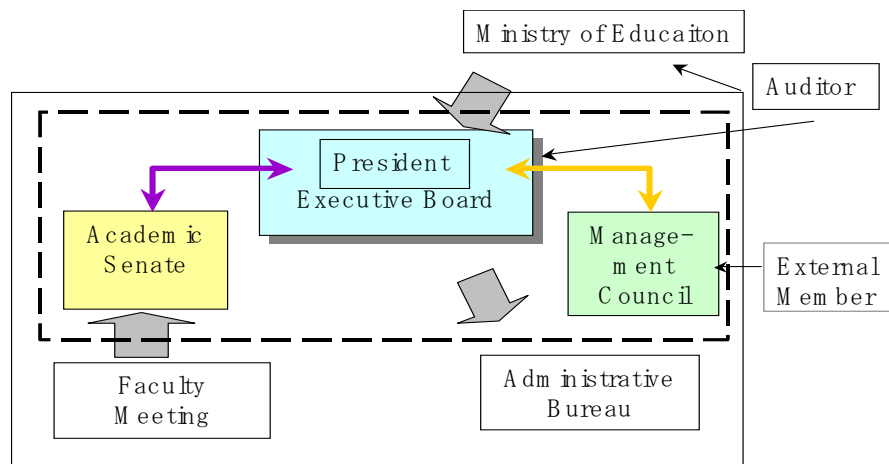 Ministry of Educaiton
Auditor
President
Executive Board
Academic
Senate
Manage-
ment
Council
External
Member
Faculty
Meeting
Administrative
Bureau